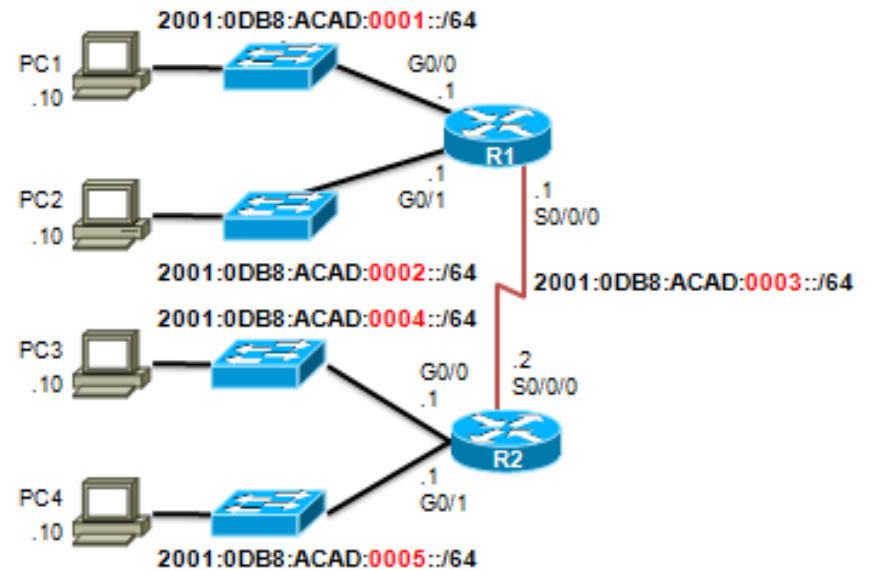 2001:0DB8:ACAD:0001::/64
PC1
.10
G0/0
.1
R1
PC2
.10
.1
G0/1
.1
S0/0/0
2001:0DB8:ACAD:0002::/64
2001:0DB8:ACAD:0003::/64
2001:0DB8:ACAD:0004::/64
PC3
.10
G0/0
.1
.2
S0/0/0
R2
PC4
.10
.1
G0/1
2001:0DB8:ACAD:0005::/64